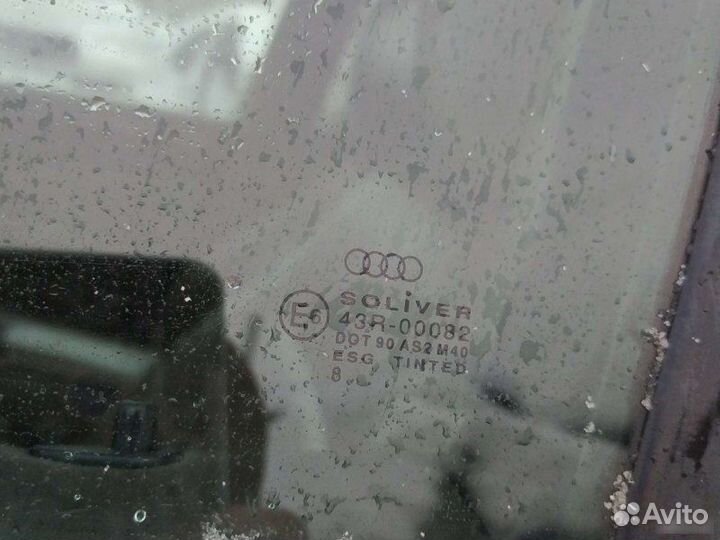 SOLiVER
E6 43R-00082
DOT 90 AS2 M40
ESG TINTED
8
Avito